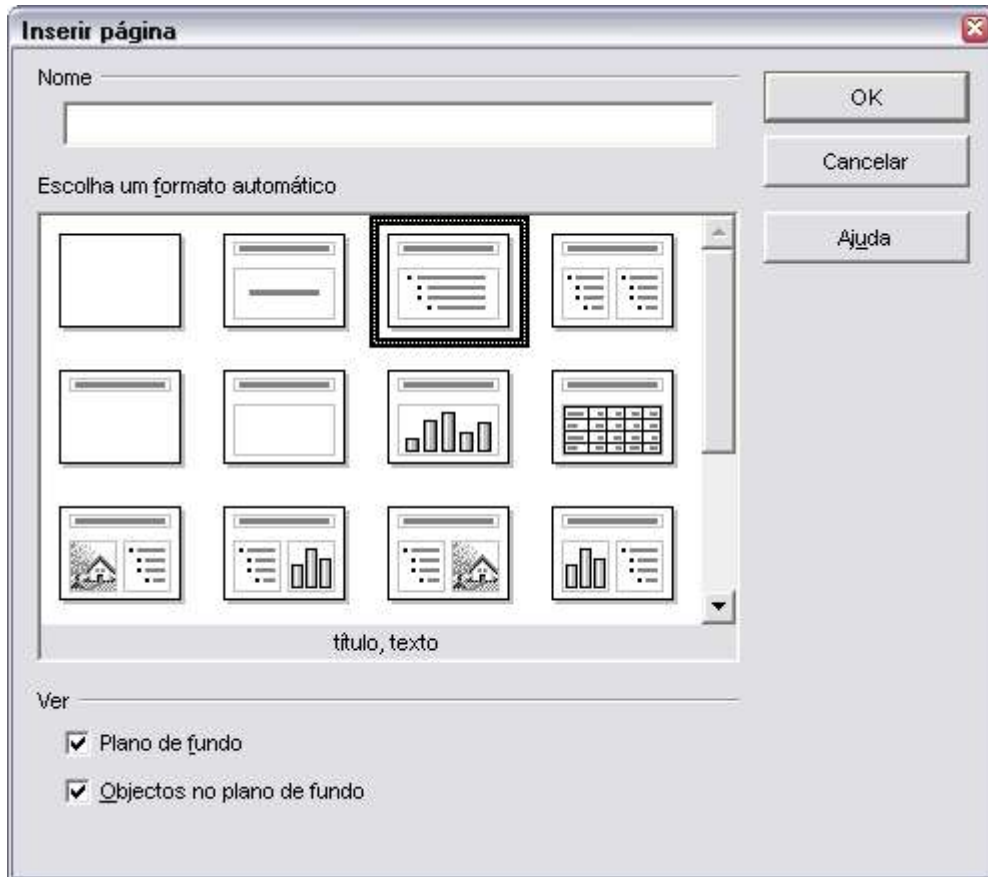 Inserir página
Nome
OK
Cancelar
Escolha um formato automático
Ajuda
título, texto
Ver
Plano de fundo
Objectos no plano de fundo